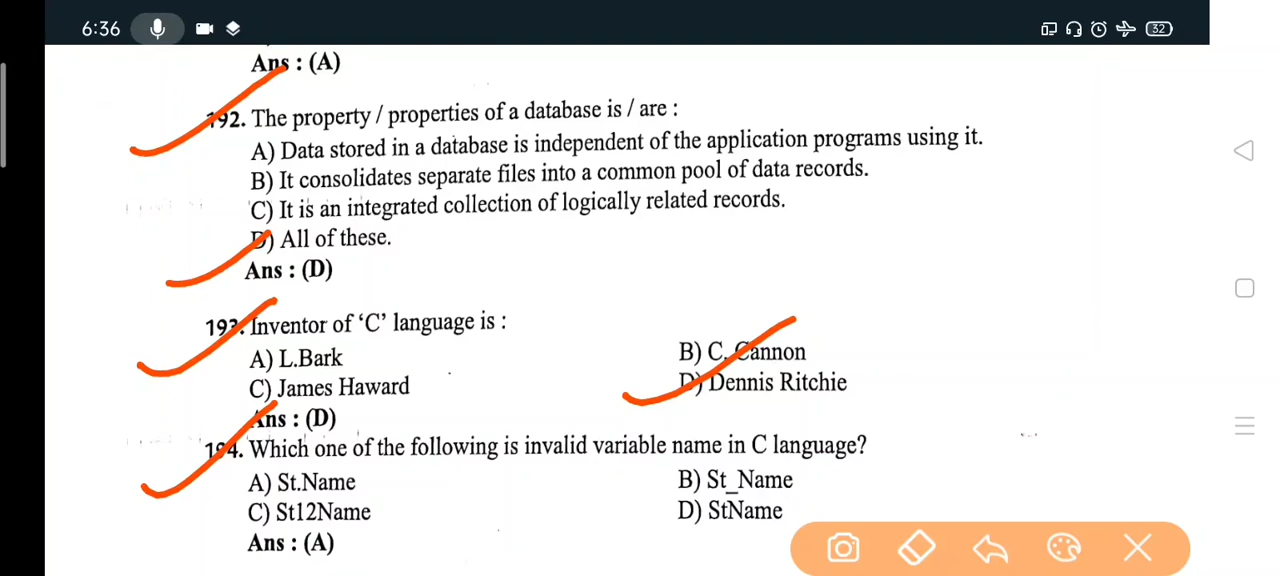 6:36
32
Ans : (A)
192. The property / properties of a database is / are :
A) Data stored in a database is independent of the application programs using it.
B) It consolidates separate files into a common pool of data records.
C) It is an integrated collection of logically related records.
D) All of these.
Ans : (D)
193. Inventor of ‘C’ language is :
A) L.Bark
B) C. Cannon
C) James Haward
D) Dennis Ritchie
Ans : (D)
194. Which one of the following is invalid variable name in C language?
A) St.Name
B) St_Name
C) St12Name
D) StName
Ans : (A)